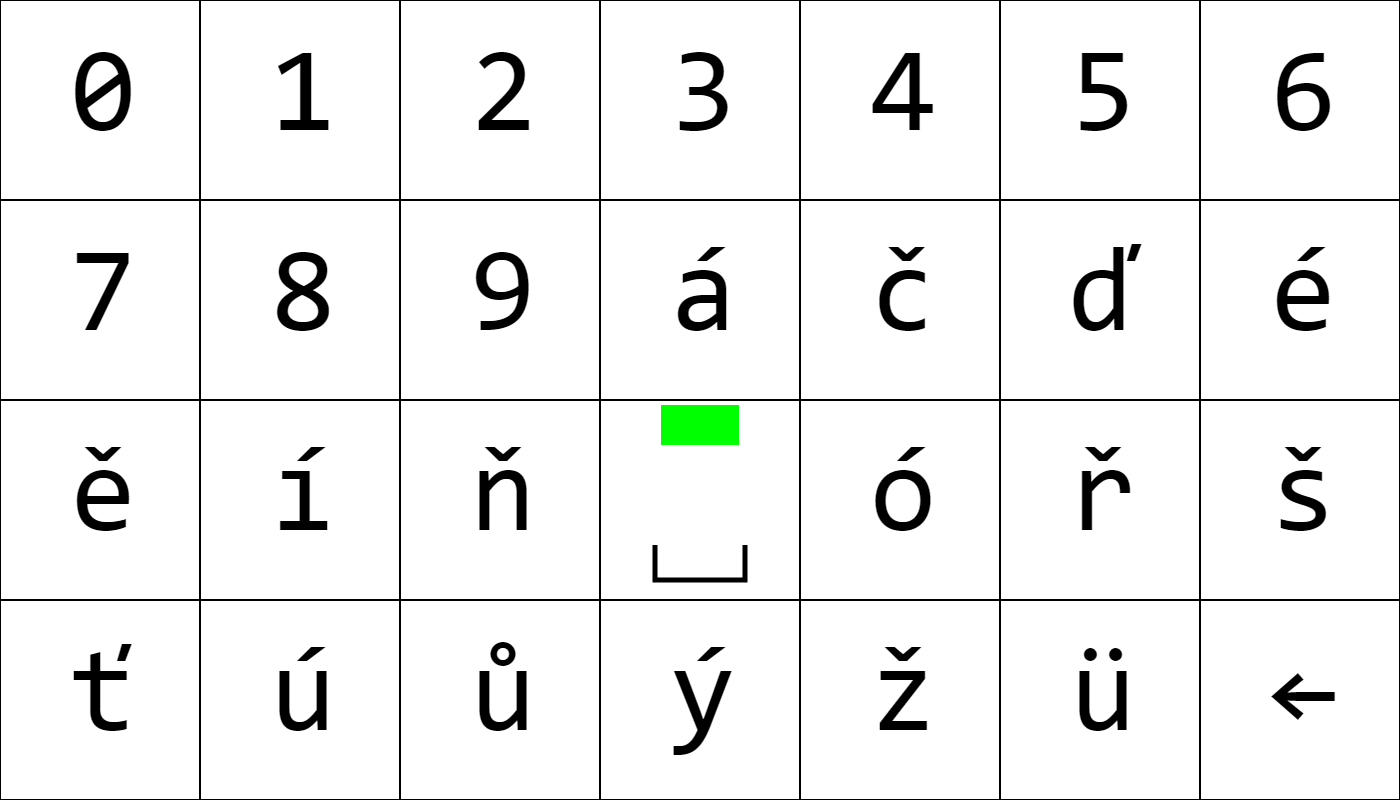 0 1 2 3 4 5 6
7 8 9 á č ď é
ě í ň ␣ ó ř š
ť ú ů ý ž ü ←